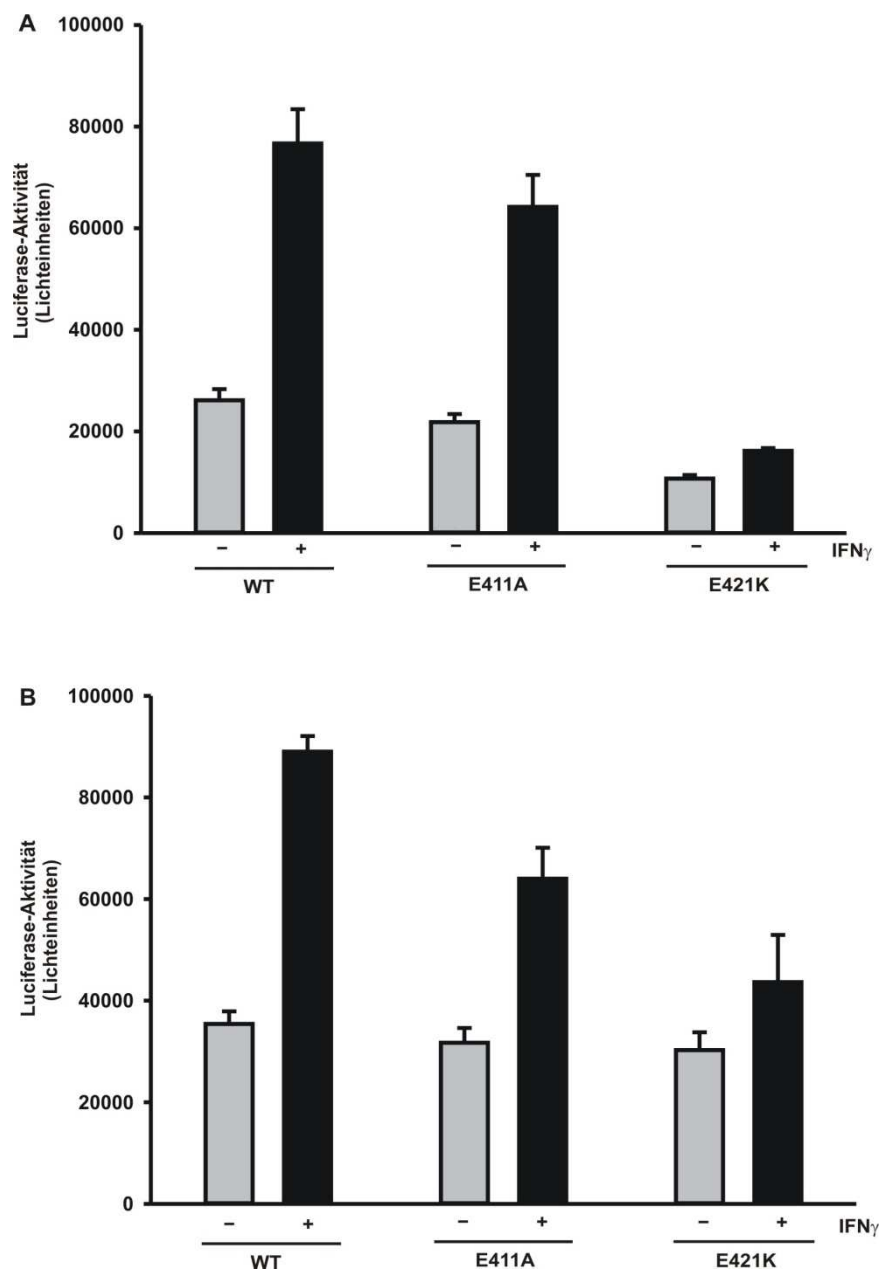 A
100000
80000
60000
40000
20000
0
Luciferase-Aktivität
(Lichteinheiten)
– + – + – + IFNγ
WT E411A E421K
B
100000
80000
60000
40000
20000
0
Luciferase-Aktivität
(Lichteinheiten)
– + – + – + IFNγ
WT E411A E421K